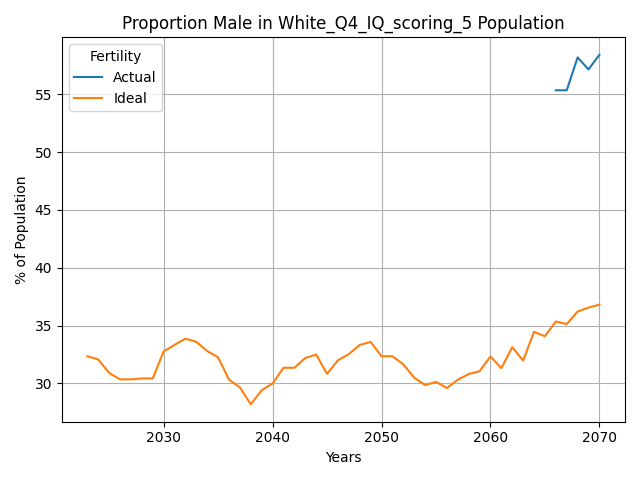 Proportion Male in White_Q4_IQ_scoring_5 Population
Fertility
Actual
Ideal
% of Population
55
50
45
40
35
30
2030 2040 2050 2060 2070
Years